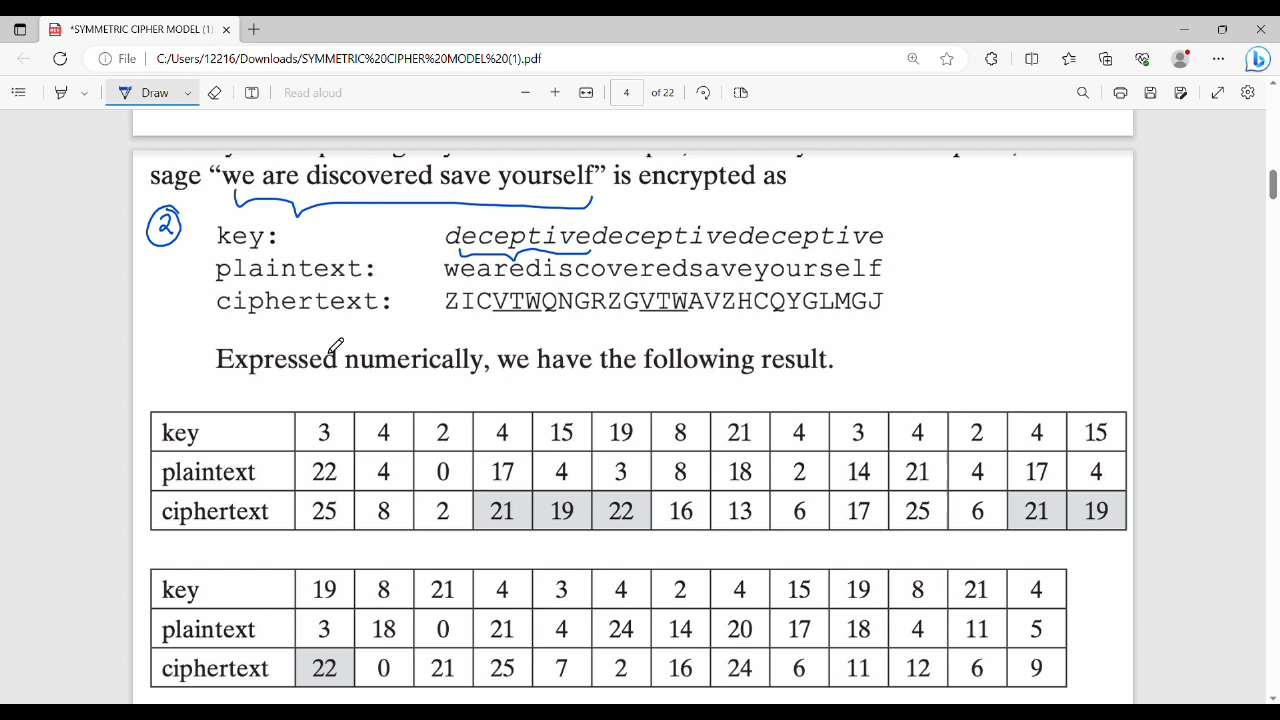 *SYMMETRIC CIPHER MODEL (1)
File C:/Users/12216/Downloads/SYMMETRIC%20CIPHER%20MODEL%20(1).pdf
Draw Read aloud 4 of 22
sage “we are discovered save yourself” is encrypted as
2
key: deceptivedeceptivedeceptive
plaintext: wearediscoveredsaveyourself
ciphertext: ZICVTWQNGRZGVTWAVZHCQYGLMGJ
Expressed numerically, we have the following result.
key 3 4 2 4 15 19 8 21 4 3 4 2 4 15
plaintext 22 4 0 17 4 3 8 18 2 14 21 4 17 4
ciphertext 25 8 2 21 19 22 16 13 6 17 25 6 21 19
key 19 8 21 4 3 4 2 4 15 19 8 21 4
plaintext 3 18 0 21 4 24 14 20 17 18 4 11 5
ciphertext 22 0 21 25 7 2 16 24 6 11 12 6 9